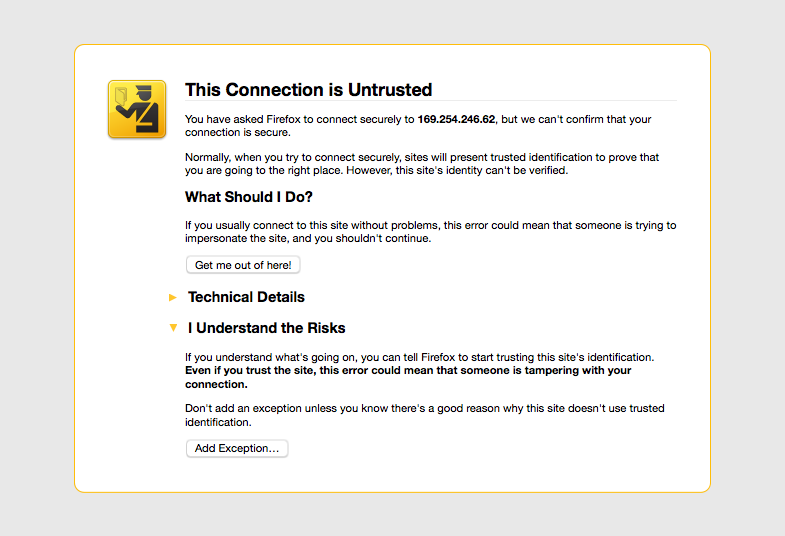 This Connection is Untrusted
You have asked Firefox to connect securely to 169.254.246.62, but we can't confirm that your
connection is secure.
Normally, when you try to connect securely, sites will present trusted identification to prove that
you are going to the right place. However, this site's identity can't be verified.
What Should I Do?
If you usually connect to this site without problems, this error could mean that someone is trying to
impersonate the site, and you shouldn't continue.
Get me out of here!
Technical Details
I Understand the Risks
If you understand what's going on, you can tell Firefox to start trusting this site's identification.
Even if you trust the site, this error could mean that someone is tampering with your
connection.
Don't add an exception unless you know there's a good reason why this site doesn't use trusted
identification.
Add Exception…